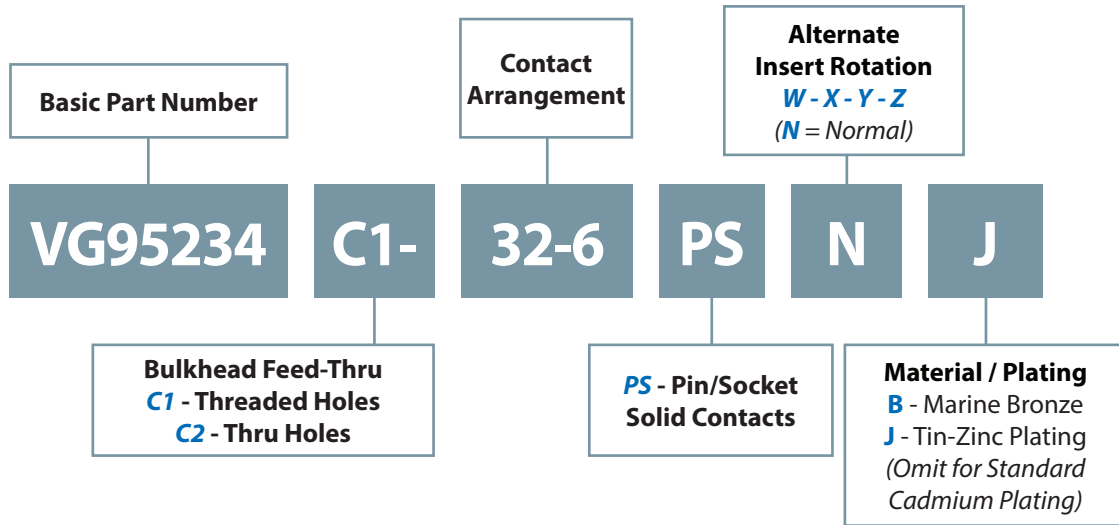 Basic Part Number
Contact
Arrangement
Alternate
Insert Rotation
W - X - Y - Z
(N = Normal)
VG95234
C1-
32-6
PS
N
J
Bulkhead Feed-Thru
C1 - Threaded Holes
C2 - Thru Holes
PS - Pin/Socket
Solid Contacts
Material / Plating
B - Marine Bronze
J - Tin-Zinc Plating
(Omit for Standard
Cadmium Plating)